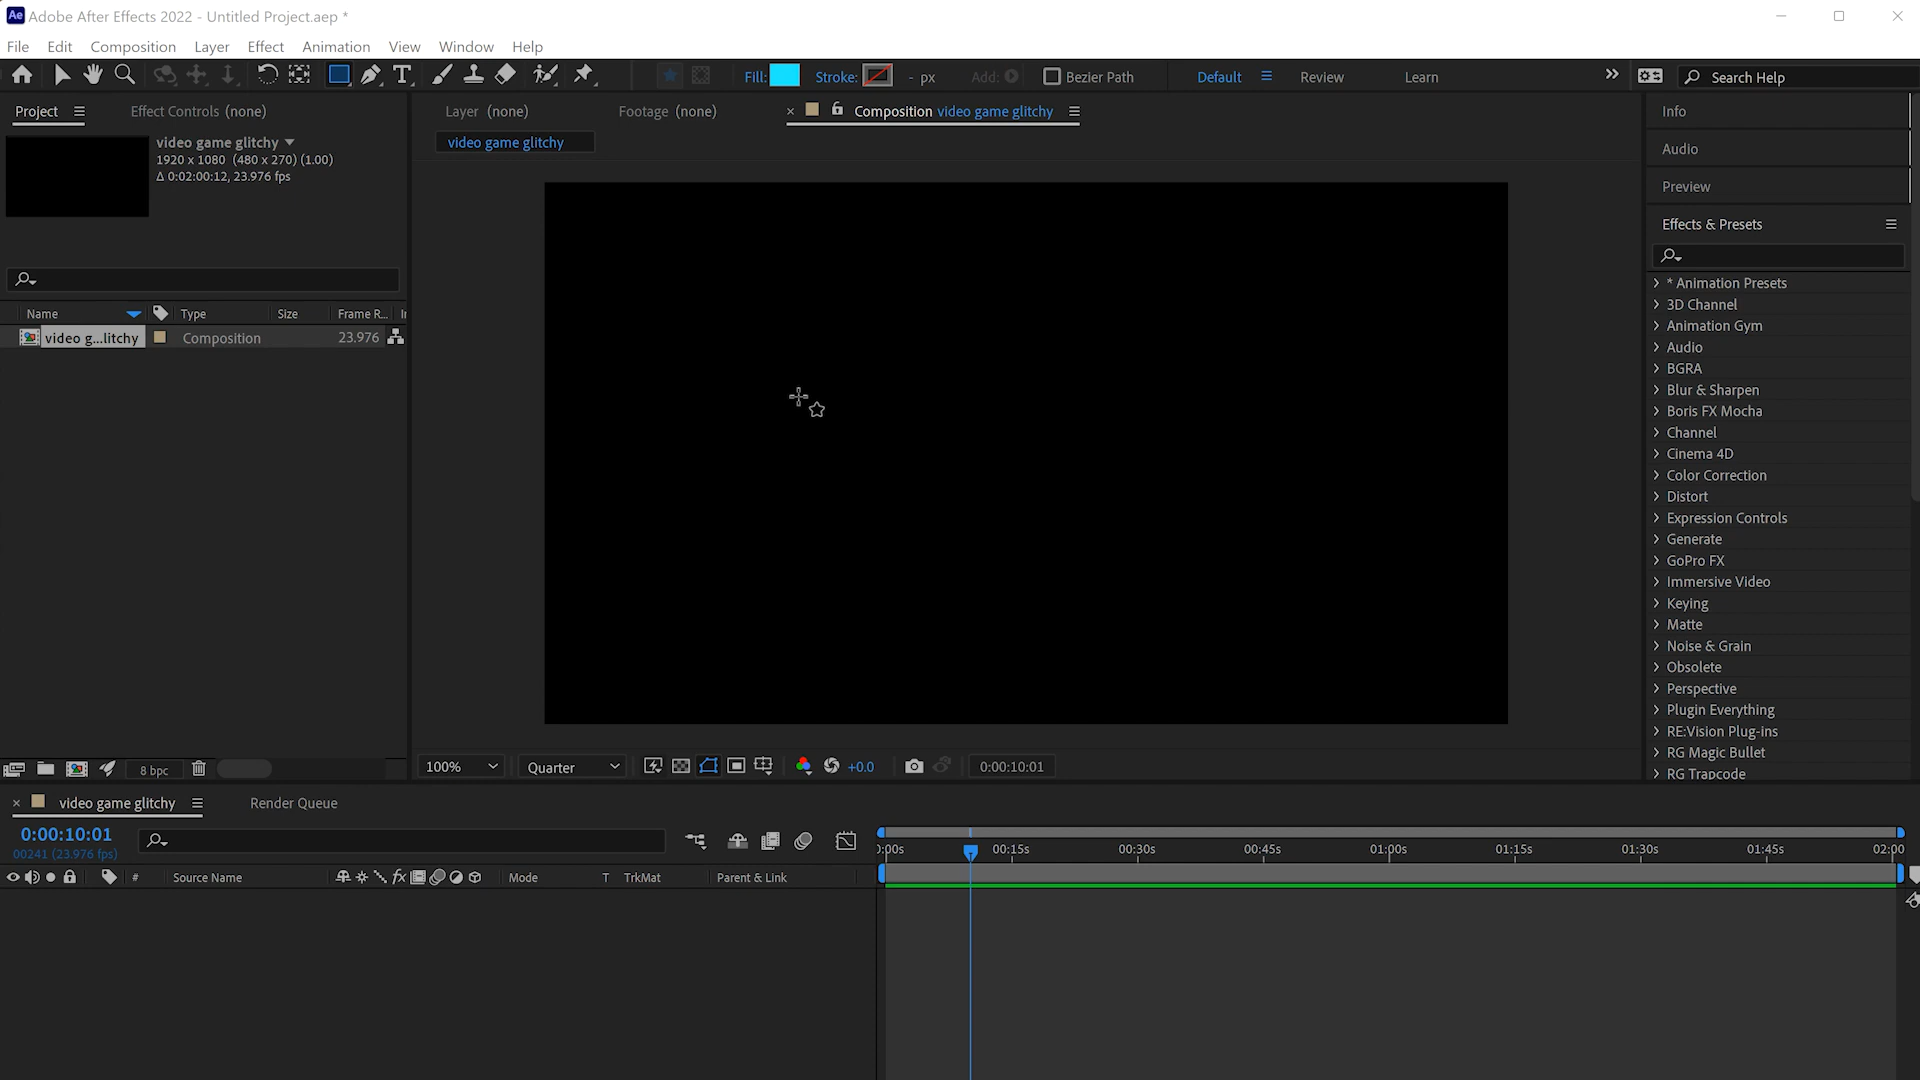 Ae Adobe After Effects 2022 - Untitled Project.aep *
File Edit Composition Layer Effect Animation View Window Help
Fill: Stroke: - px Add: Bezier Path Default Review Learn Search Help
Project Effect Controls (none) Layer (none) Footage (none) × Composition video game glitchy Info
video game glitchy
1920 x 1080 (480 x 270) (1.00)
Δ 0:02:00:12, 23.976 fps
video game glitchy
Audio
Preview
Effects & Presets
Name Type Size Frame R... I
video g...litchy Composition 23.976
* Animation Presets
3D Channel
Animation Gym
Audio
BGRA
Blur & Sharpen
Boris FX Mocha
Channel
Cinema 4D
Color Correction
Distort
Expression Controls
Generate
GoPro FX
Immersive Video
Keying
Matte
Noise & Grain
Obsolete
Perspective
Plugin Everything
RE:Vision Plug-ins
RG Magic Bullet
RG Trapcode
8 bpc 100% Quarter +0.0 0:00:10:01
× video game glitchy Render Queue
0:00:10:01
00241 (23.976 fps)
0:00s 00:15s 00:30s 00:45s 01:00s 01:15s 01:30s 01:45s 02:00
# Source Name fx Mode T TrkMat Parent & Link